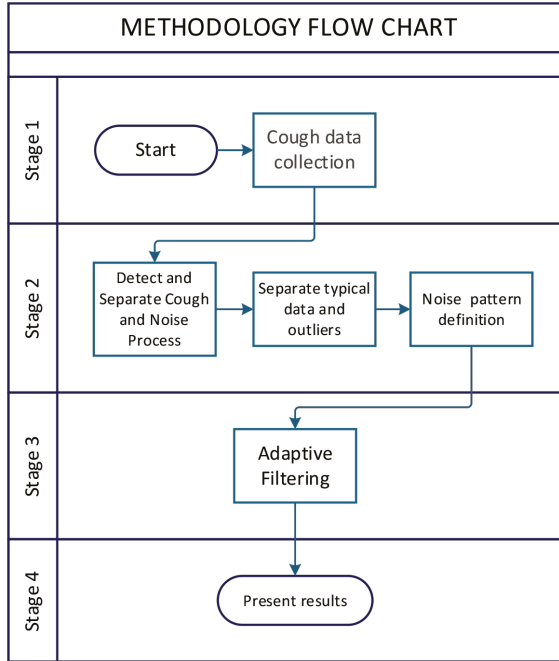 METHODOLOGY FLOW CHART
Stage 1
Start
Cough data
collection
Stage 2
Detect and
Separate Cough
and Noise
Process
Separate typical
data and
outliers
Noise pattern
definition
Stage 3
Adaptive
Filtering
Stage 4
Present results